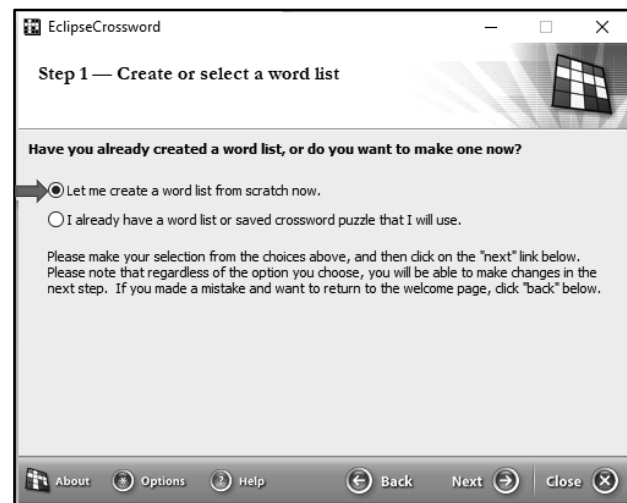 EclipseCrossword
Step 1 — Create or select a word list
Have you already created a word list, or do you want to make one now?
Let me create a word list from scratch now.
I already have a word list or saved crossword puzzle that I will use.
Please make your selection from the choices above, and then click on the "next" link below.
Please note that regardless of the option you choose, you will be able to make changes in the
next step. If you made a mistake and want to return to the welcome page, click "back" below.
About Options Help Back Next Close